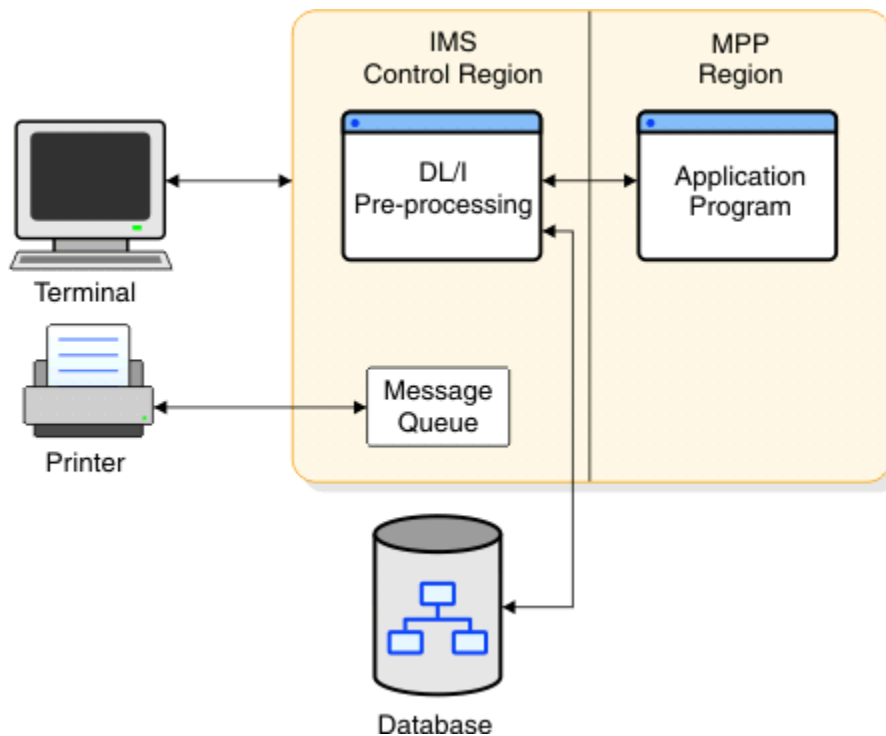 IMS
Control Region
MPP
Region
DL/I
Pre-processing
Application
Program
Terminal
Message
Queue
Printer
Database